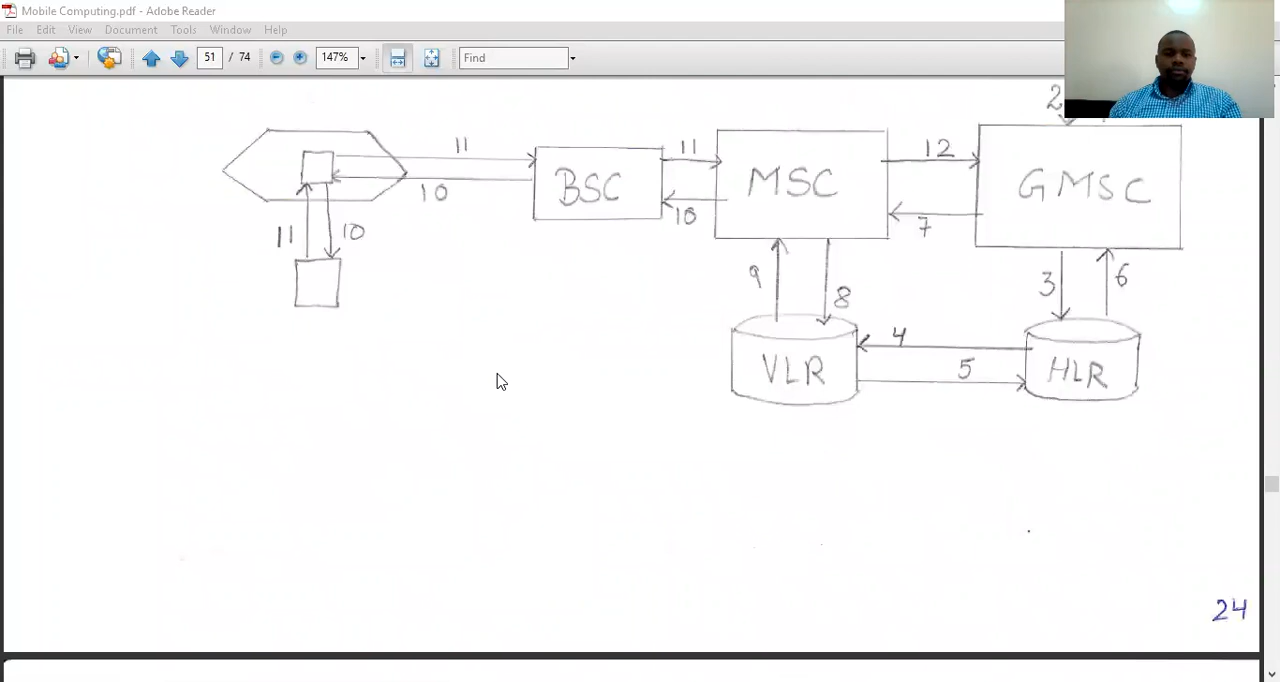 Mobile Computing.pdf - Adobe Reader
File Edit View Document Tools Window Help
51 / 74 147% Find
2
11 11 12
BSC MSC GMSC
10 10 7
11 10
9 8 3 6
4
VLR 5 HLR
24